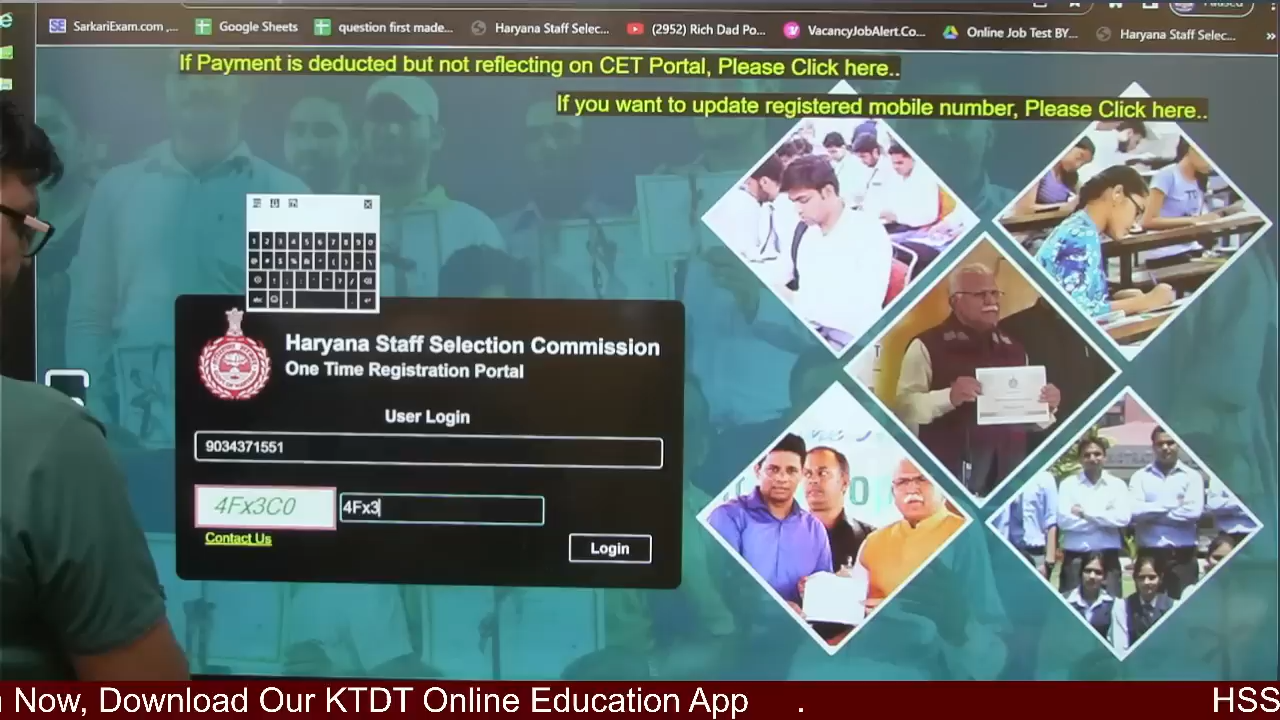 SarkariExam.com ,...
Google Sheets
question first made...
Haryana Staff Selec...
(2952) Rich Dad Po...
VacancyJobAlert.Co...
Online Job Test BY...
Haryana Staff Selec...
»
If Payment is deducted but not reflecting on CET Portal, Please Click here..
If you want to update registered mobile number, Please Click here..
Haryana Staff Selection Commission
One Time Registration Portal
User Login
9034371551
4Fx3C0
4Fx3
Contact Us
Login
Now, Download Our KTDT Online Education App .
HSS